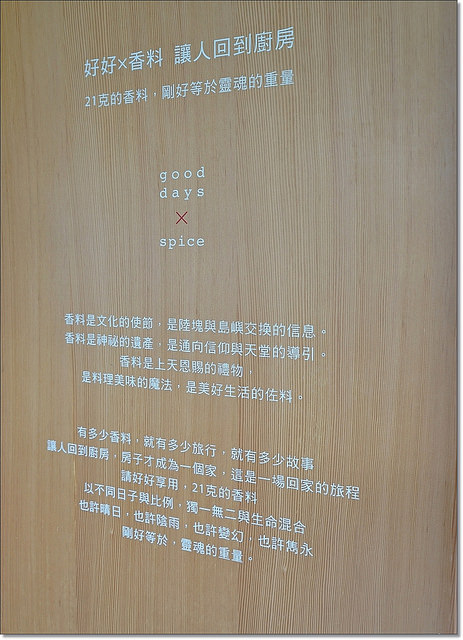 好好×香料 讓人回到廚房
21克的香料，剛好等於靈魂的重量
good
days
×
spice
香料是文化的使節，是陸塊與島嶼交換的信息。
香料是神祕的遺產，是通向信仰與天堂的導引。
香料是上天恩賜的禮物，
是料理美味的魔法，是美好生活的佐料。
有多少香料，就有多少旅行，就有多少故事
讓人回到廚房，房子才成為一個家，這是一場回家的旅程
請好好享用，21克的香料
以不同日子與比例，獨一無二與生命混合
也許晴日，也許陰雨，也許變幻，也許雋永
剛好等於，靈魂的重量。